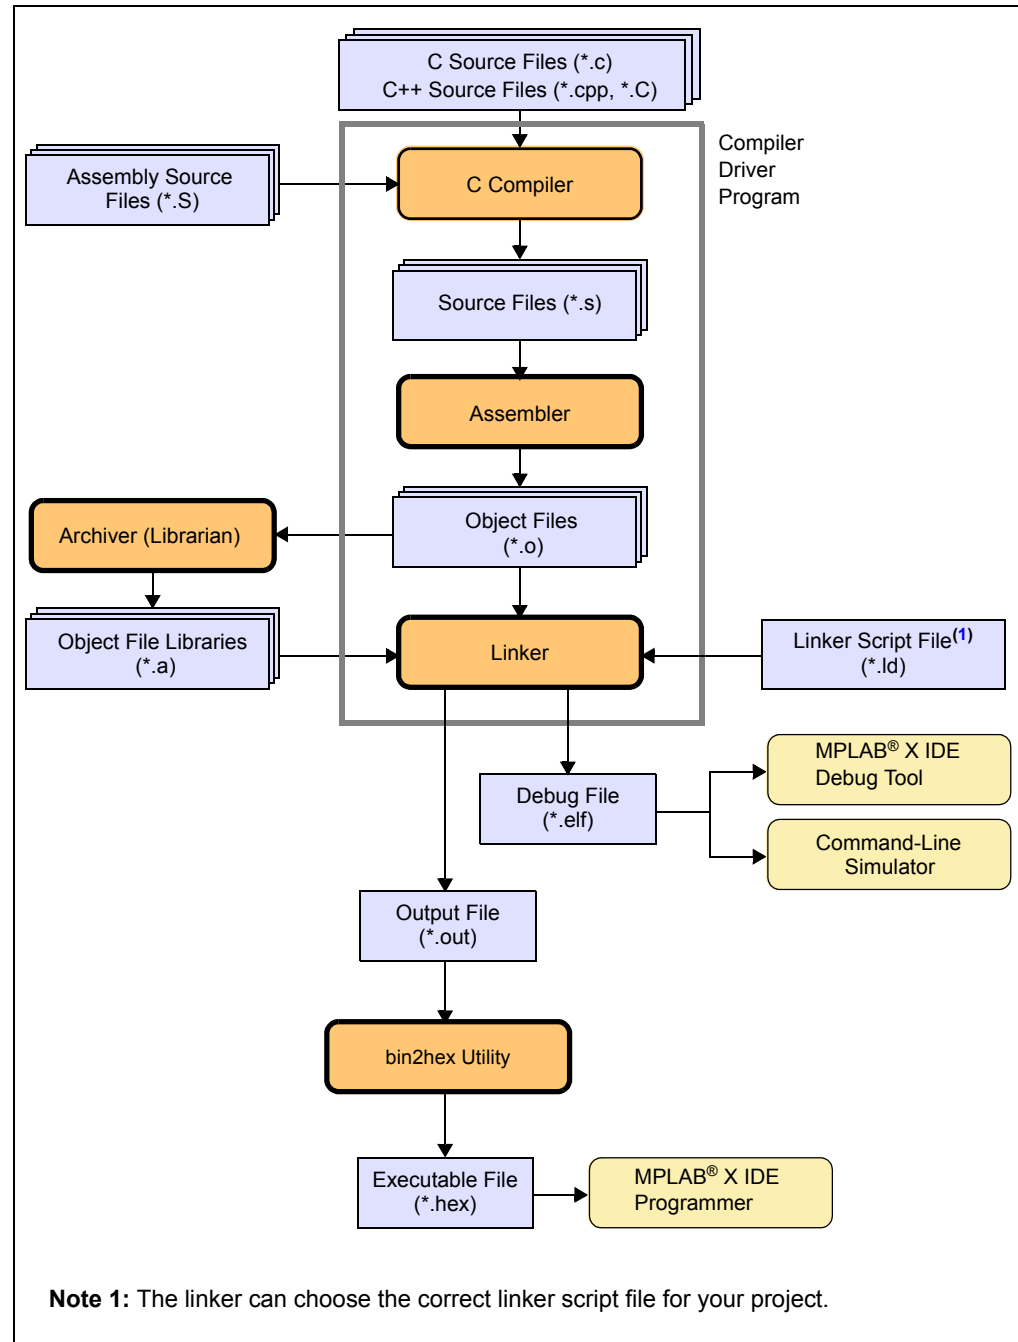 C Source Files (*.c)
C++ Source Files (*.cpp, *.C)
Compiler
Driver
Program
Assembly Source
Files (*.S)
C Compiler
Source Files (*.s)
Assembler
Archiver (Librarian)
Object Files
(*.o)
Object File Libraries
(*.a)
Linker
Linker Script File(1)
(*.ld)
MPLAB® X IDE
Debug Tool
Debug File
(*.elf)
Command-Line
Simulator
Output File
(*.out)
bin2hex Utility
Executable File
(*.hex)
MPLAB® X IDE
Programmer
Note 1: The linker can choose the correct linker script file for your project.